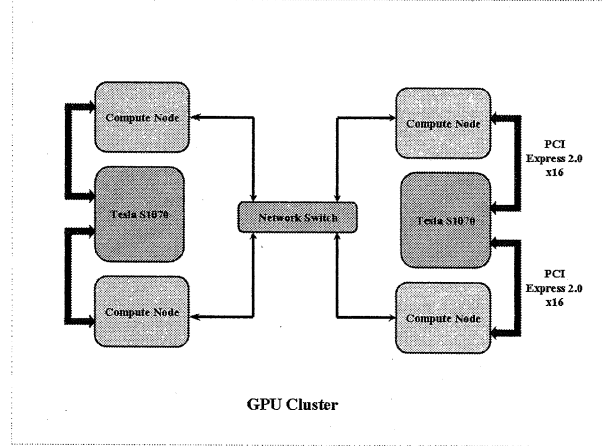 Compute Node
Compute Node
PCI
Express 2.0
x16
Tesla S1070
Network Switch
Tesla S1070
PCI
Express 2.0
x16
Compute Node
Compute Node
GPU Cluster